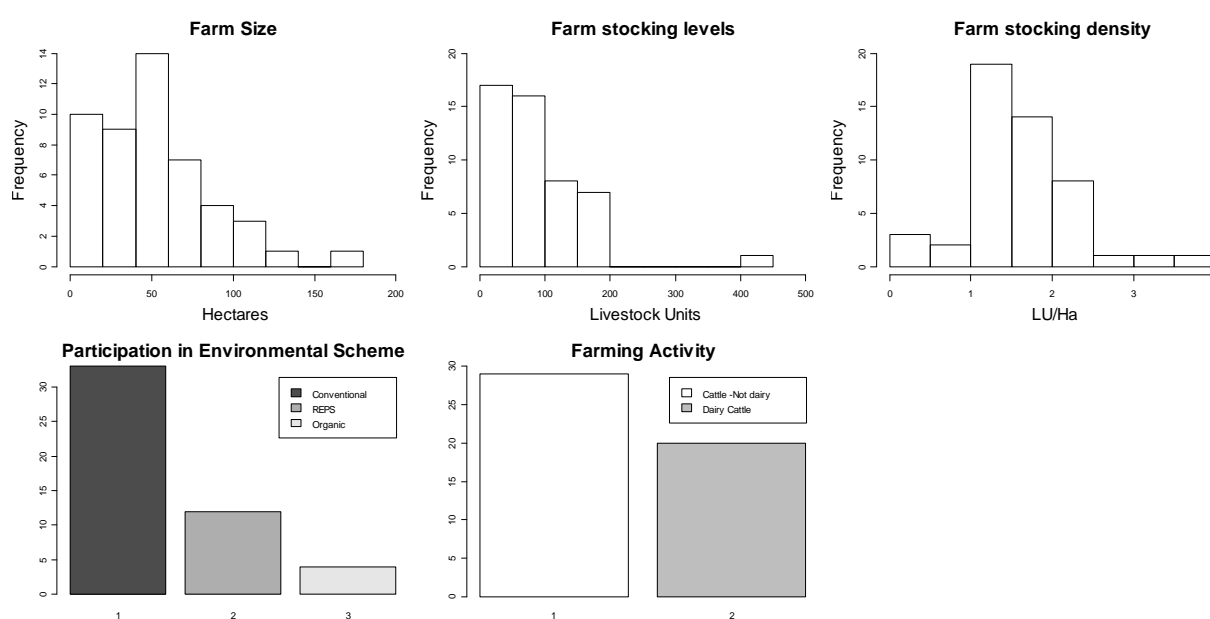 Farm Size
Frequency
0 2 4 6 8 10 12 14
0 50 100 150 200
Hectares
Farm stocking levels
Frequency
0 5 10 15 20
0 100 200 300 400 500
Livestock Units
Farm stocking density
Frequency
0 5 10 15 20
0 1 2 3
LU/Ha
Participation in Environmental Scheme
0 5 10 15 20 25 30
Conventional
REPS
Organic
1 2 3
Farming Activity
0 5 10 15 20 25 30
Cattle -Not dairy
Dairy Cattle
1 2